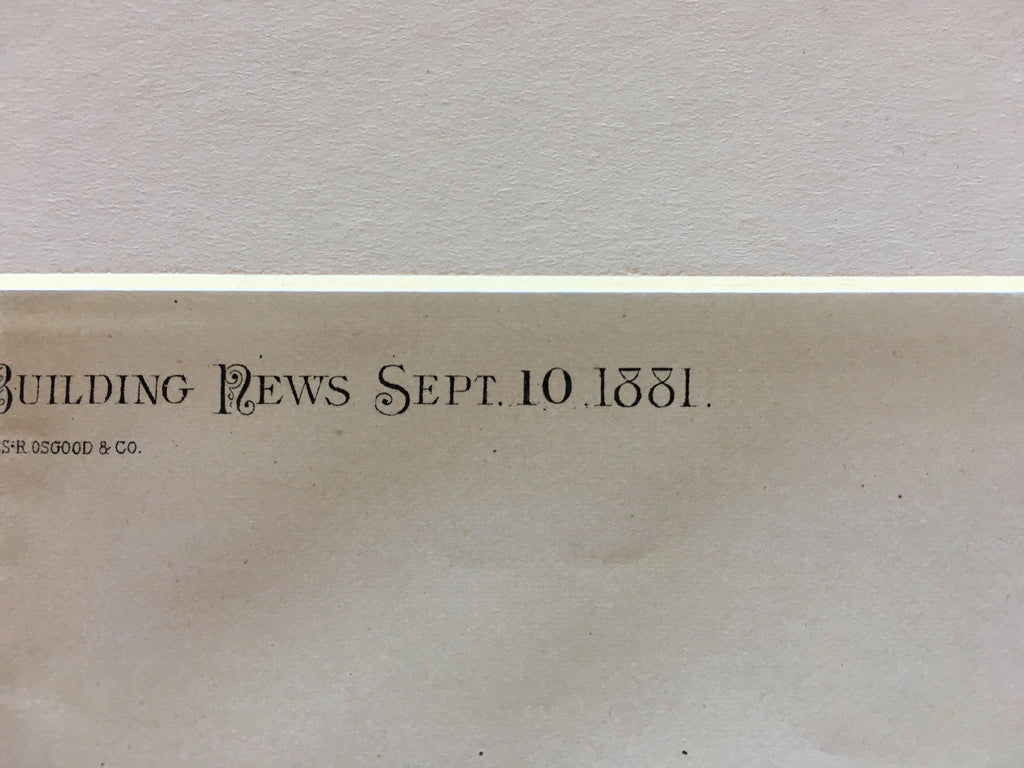 Building News Sept. 10 .1881.
S·R.OSGOOD & CO.